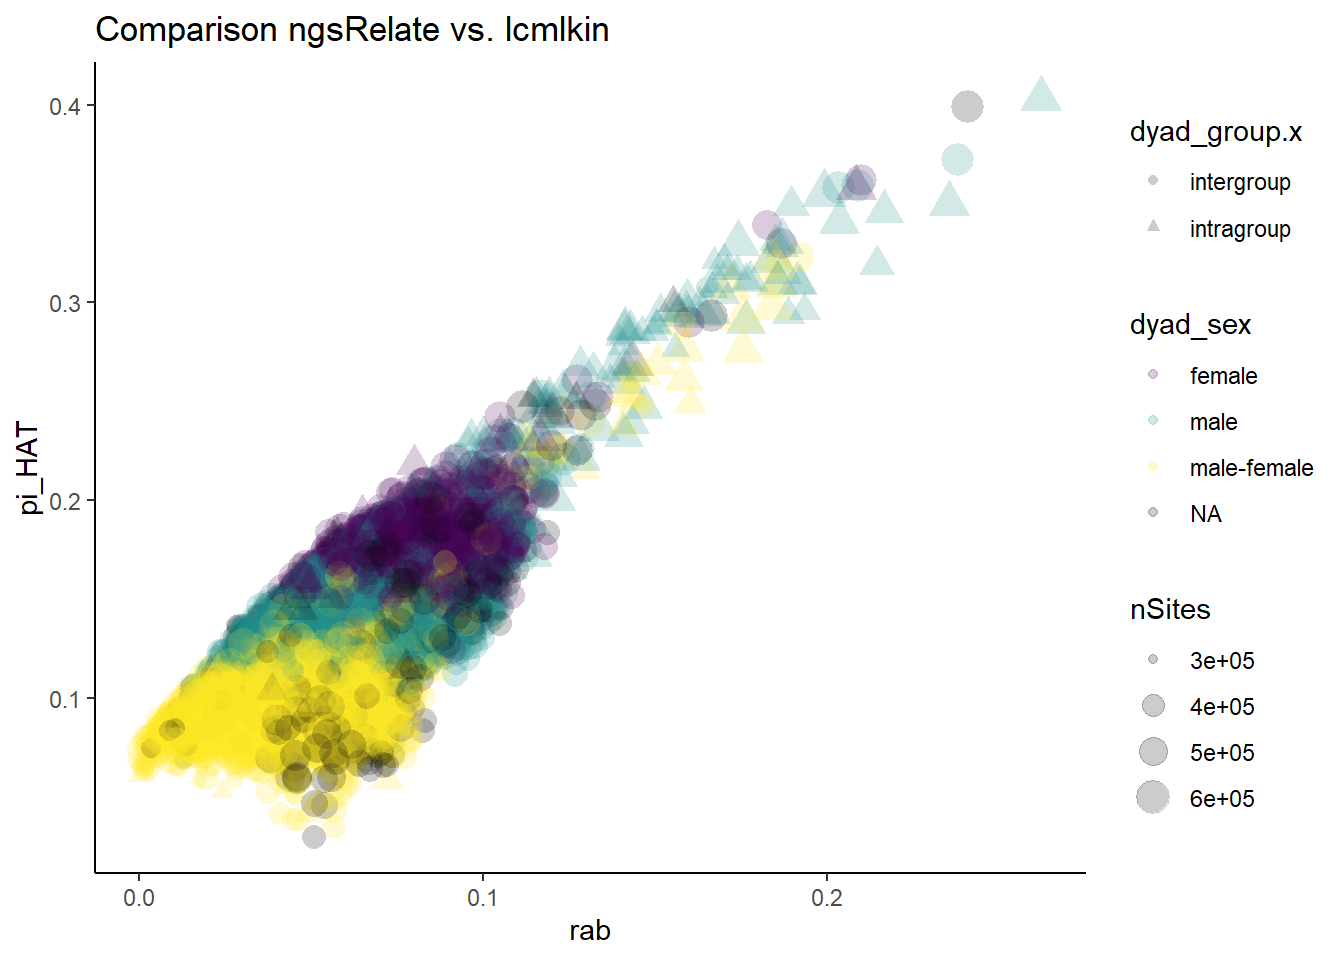 Comparison ngsRelate vs. lcmlkin
pi_HAT
0.4
0.3
0.2
0.1
0.0
0.1
0.2
rab
dyad_group.x
intergroup
intragroup
dyad_sex
female
male
male-female
NA
nSites
3e+05
4e+05
5e+05
6e+05